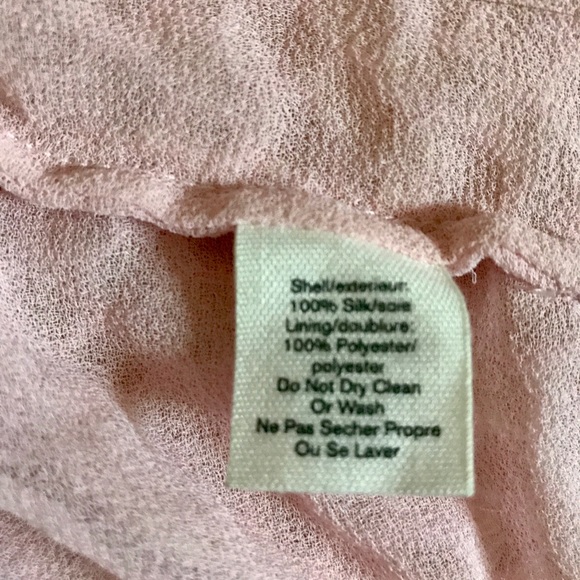 Shell/exterieur:
100% Silk/soie
Lining/doublure:
100% Polyester/
polyester
Do Not Dry Clean
Or Wash
Ne Pas Secher Propre
Ou Se Laver